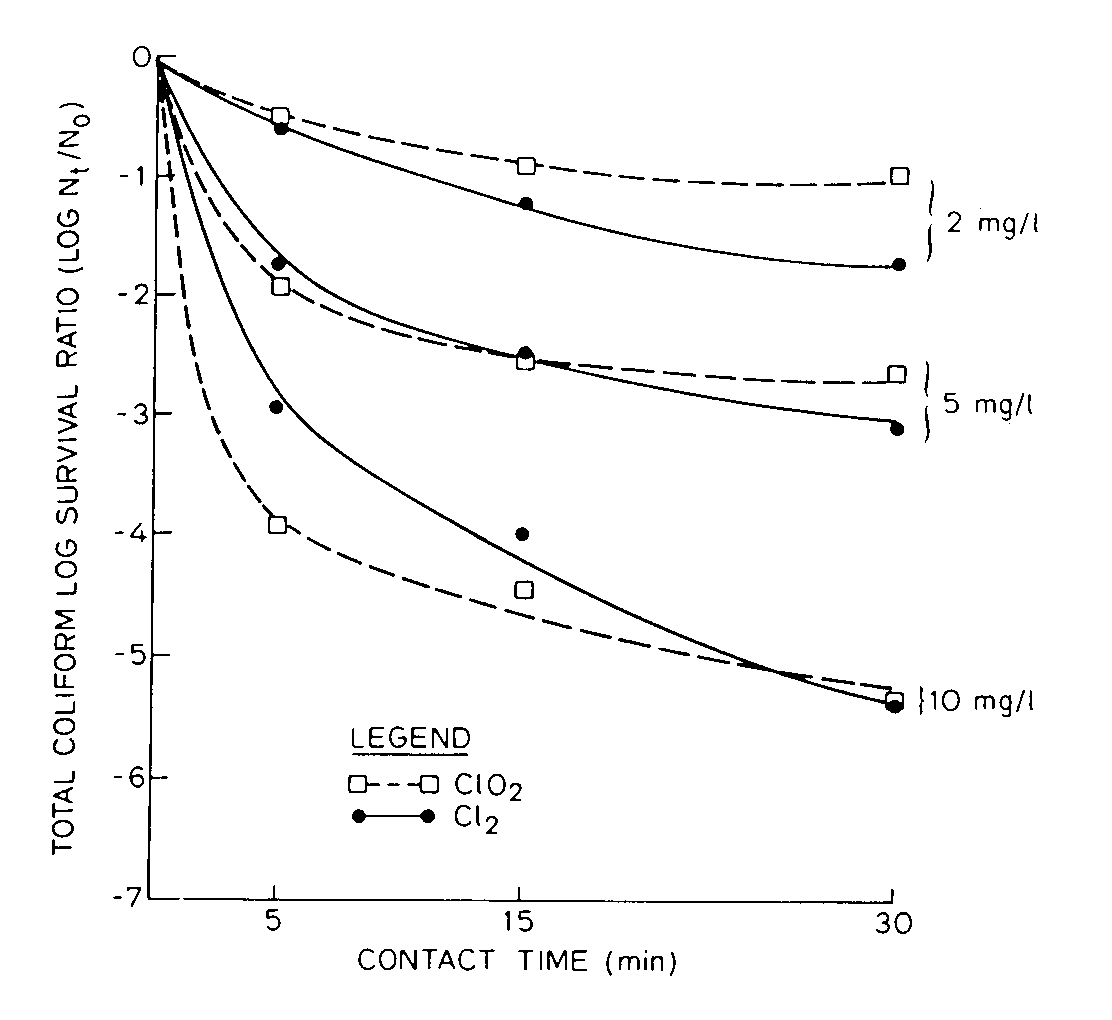 TOTAL COLIFORM LOG SURVIVAL RATIO (LOG Nt/N0)
0
-1
-2
-3
-4
-5
-6
-7
2 mg/l
5 mg/l
10 mg/l
LEGEND
ClO2
Cl2
5 15 30
CONTACT TIME (min)